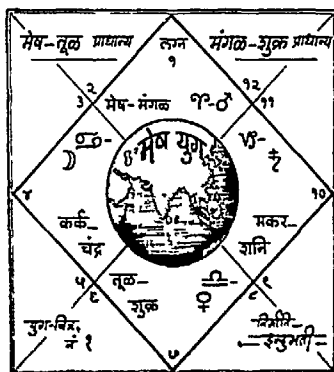 मेष-तूळ प्राधान्य
लग्न
१
मंगळ-शुक्र प्राधान्य
२
३
१२
११
मेष-मंगळ
♈-♂
♋-
☽
मेष युग
♑-
♄
४
१०
कर्क-
चंद्र
मकर-
शनि
५
६
तूळ-
शुक्र
♎-
♀
९
८
युग-चित्र,
नं १
७
निर्मिति-
इन्दुमती